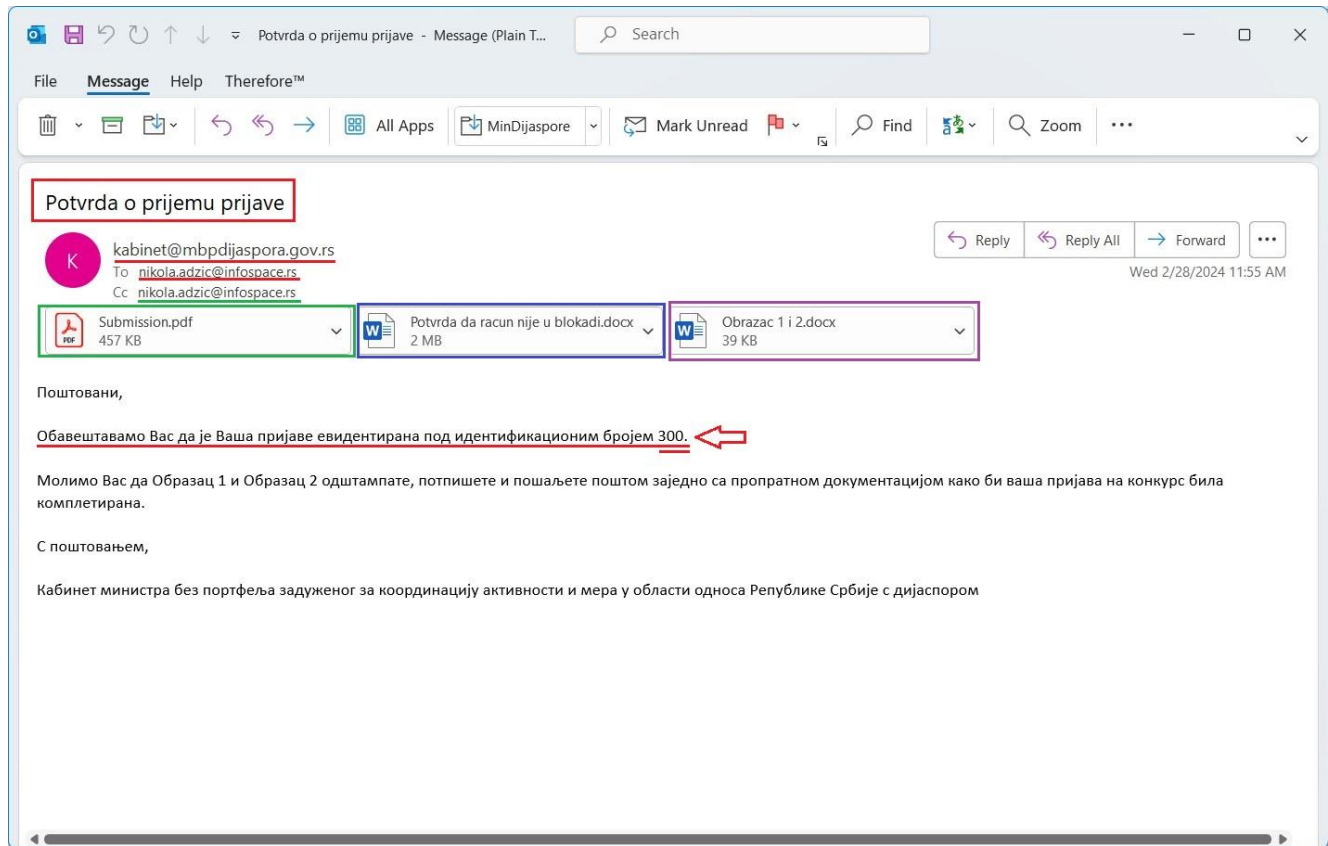 Potvrda o prijemu prijave - Message (Plain T...
Search
File Message Help Therefore™
All Apps MinDijaspore Mark Unread Find Zoom
Potvrda o prijemu prijave
K
kabinet@mbpdijaspora.gov.rs
To nikola.adzic@infospace.rs
Cc nikola.adzic@infospace.rs
Reply Reply All Forward
Wed 2/28/2024 11:55 AM
PDF
Submission.pdf
457 KB
W
Potvrda da racun nije u blokadi.docx
2 MB
W
Obrazac 1 i 2.docx
39 KB
Поштовани,
Обавештавамо Вас да је Ваша пријаве евидентирана под идентификационим бројем 300.
Молимо Вас да Образац 1 и Образац 2 одштампате, потпишете и пошаљете поштом заједно са пропратном документацијом како би ваша пријава на конкурс била
комплетирана.
С поштовањем,
Кабинет министра без портфеља задуженог за координацију активности и мера у области односа Републике Србије с дијаспором